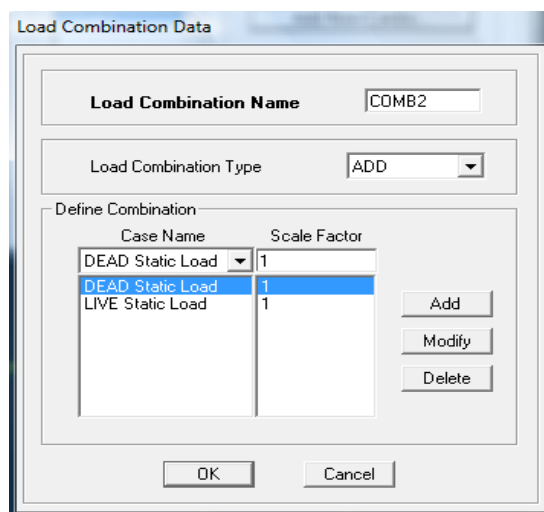 Load Combination Data
Load Combination Name COMB2
Load Combination Type ADD
Define Combination
Case Name Scale Factor
DEAD Static Load 1
DEAD Static Load 1
LIVE Static Load 1
Add
Modify
Delete
OK Cancel